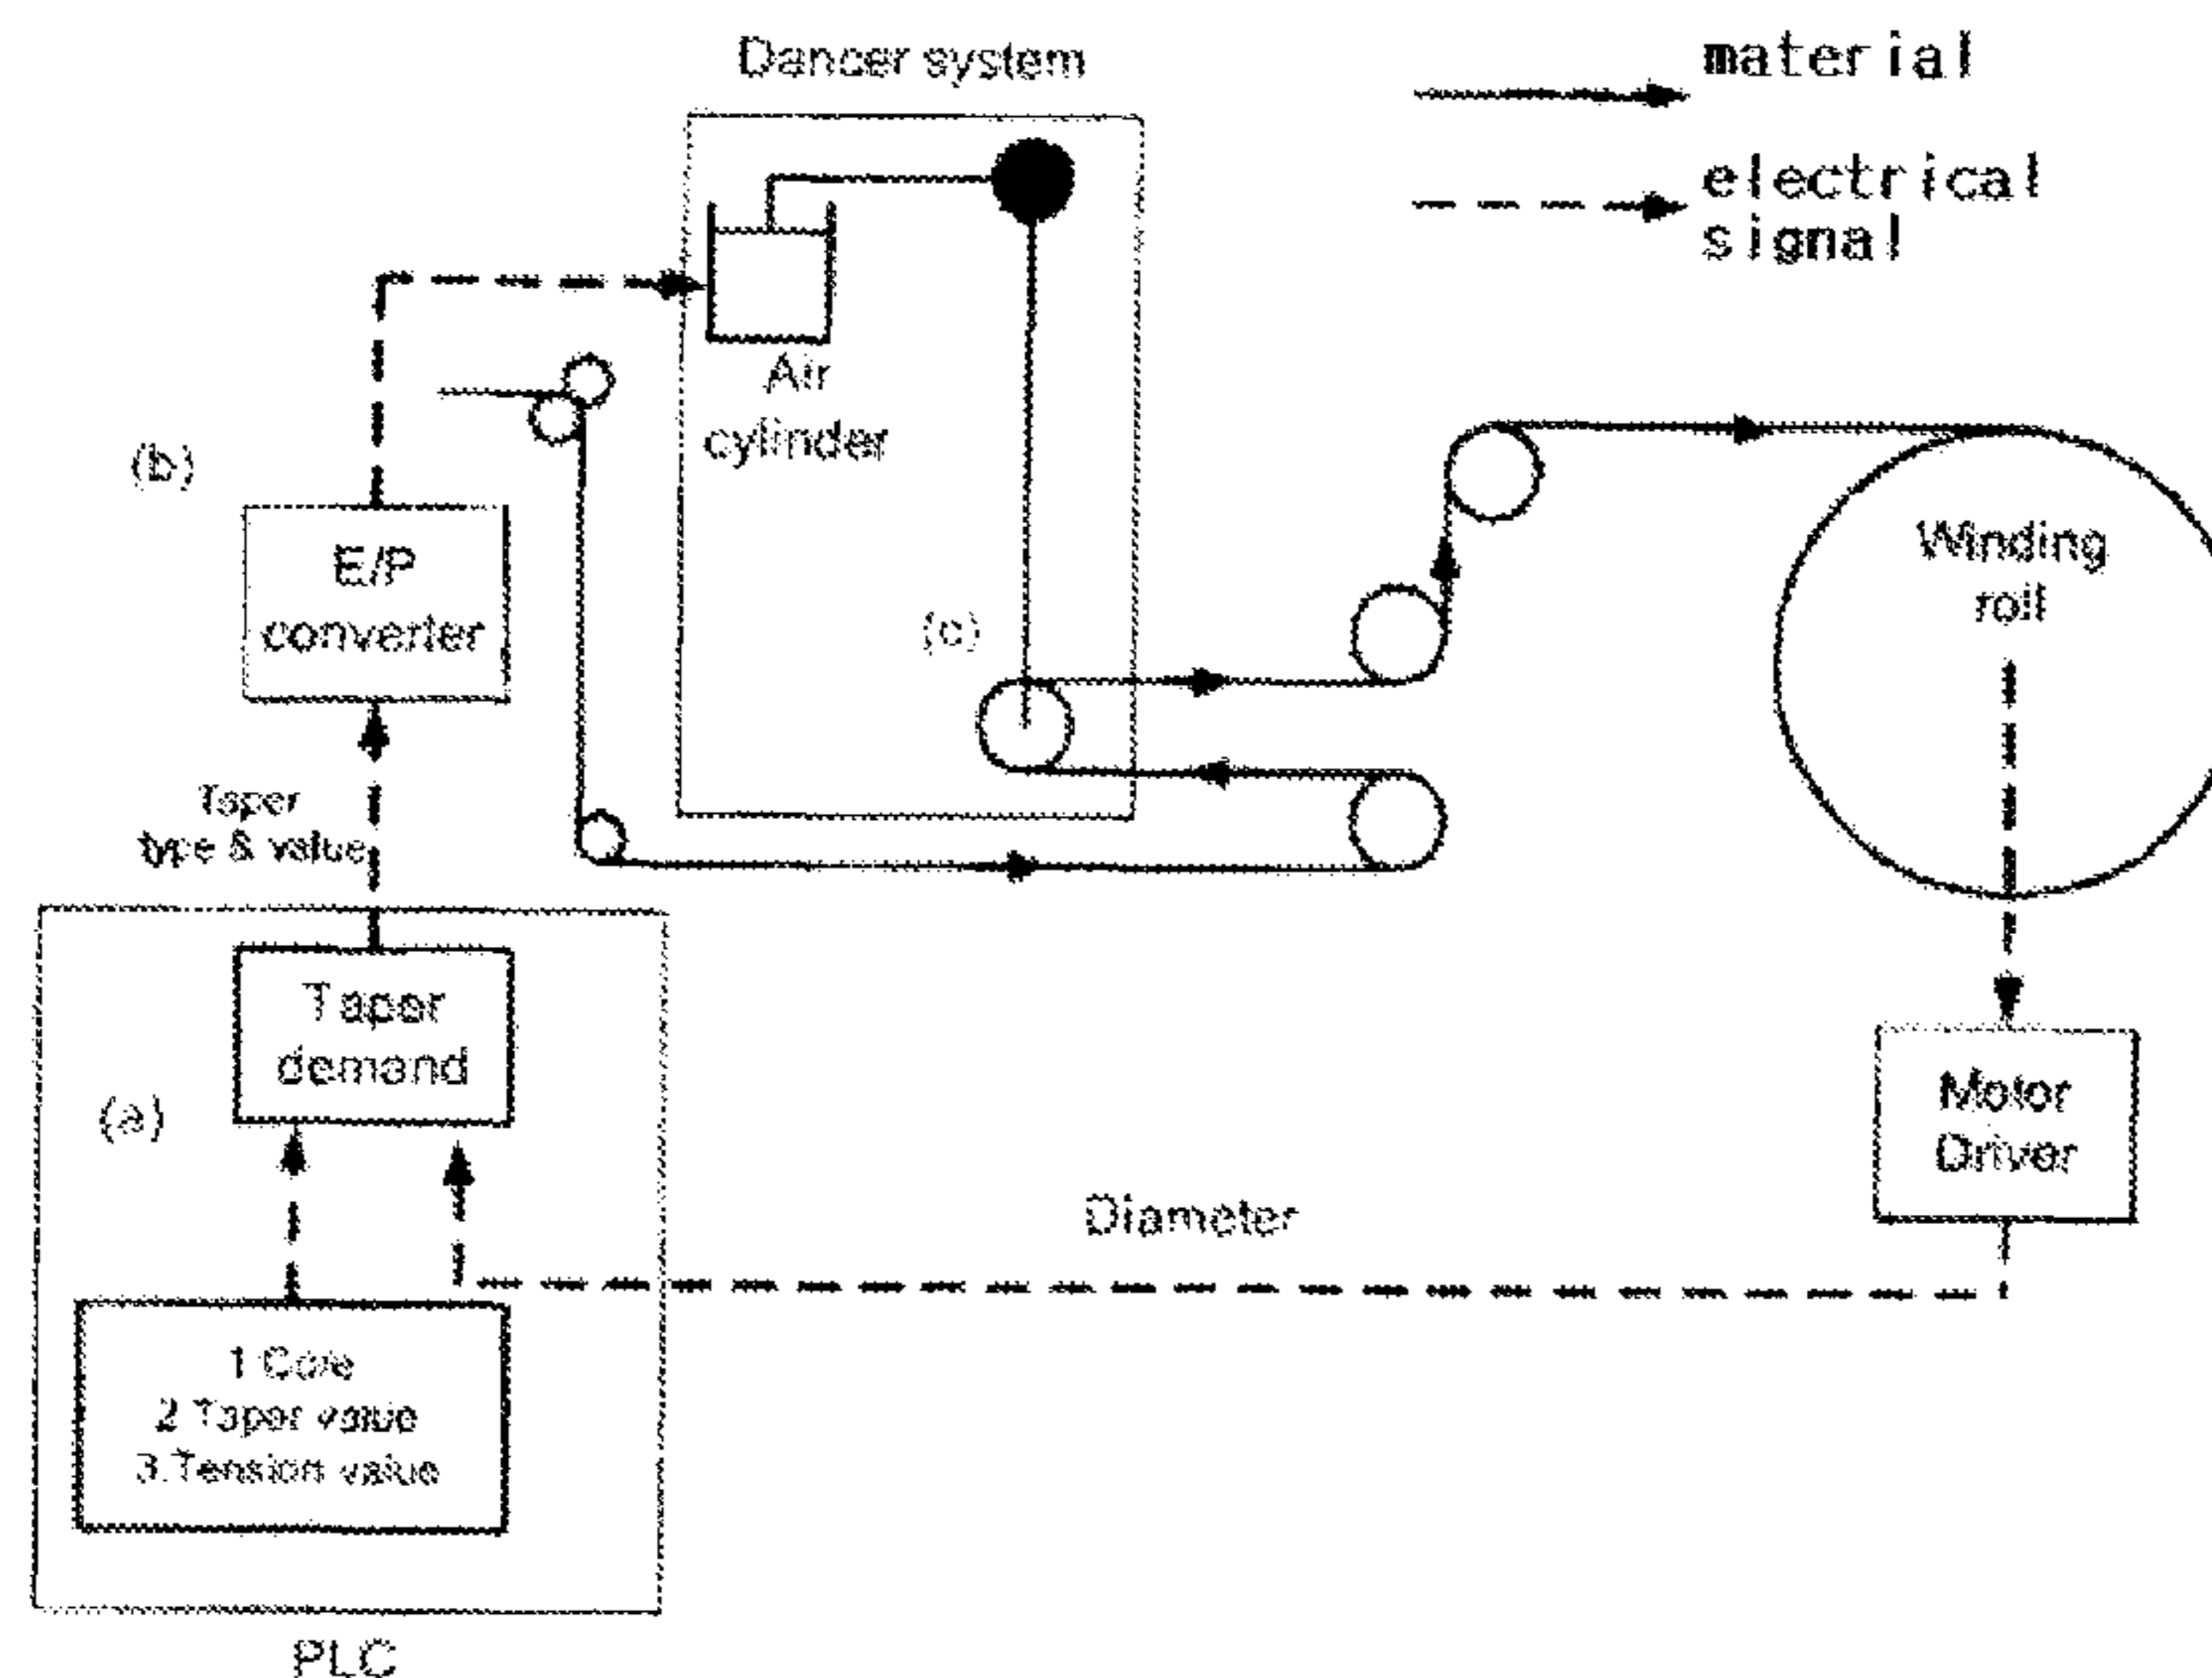 Dancer system
material
electrical
signal
Air
cylinder
(b)
E/P
converter
(c)
Winding
roll
Taper
type & value
Taper
demand
(a)
Motor
Driver
Diameter
1 Core
2 Taper value
3.Tension value
PLC